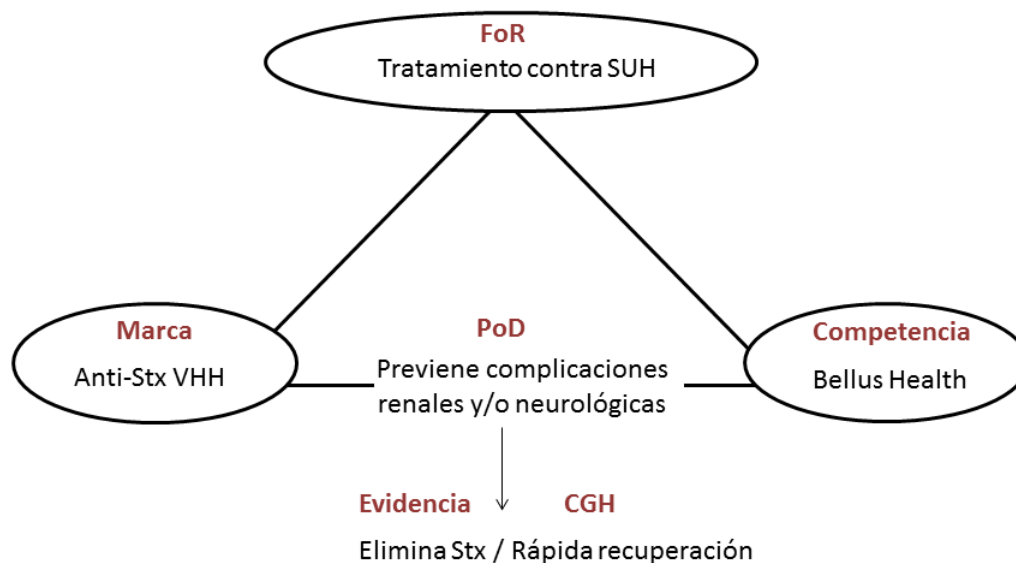 FoR
Tratamiento contra SUH
Marca
Anti-Stx VHH
PoD
Previene complicaciones
renales y/o neurológicas
Competencia
Bellus Health
Evidencia CGH
Elimina Stx / Rápida recuperación